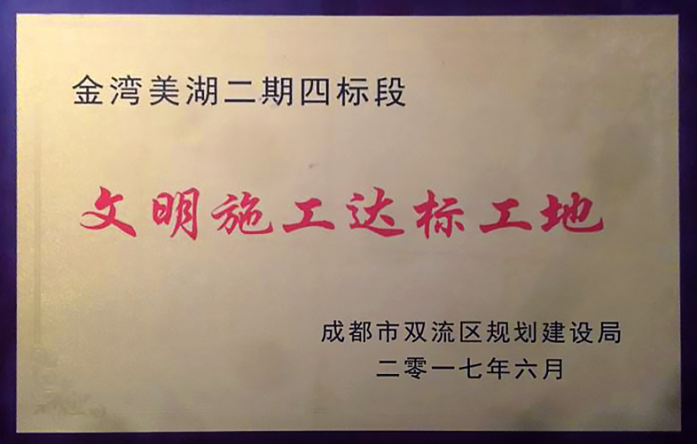 金湾美湖二期四标段
文明施工达标工地
成都市双流区规划建设局
二零一七年六月